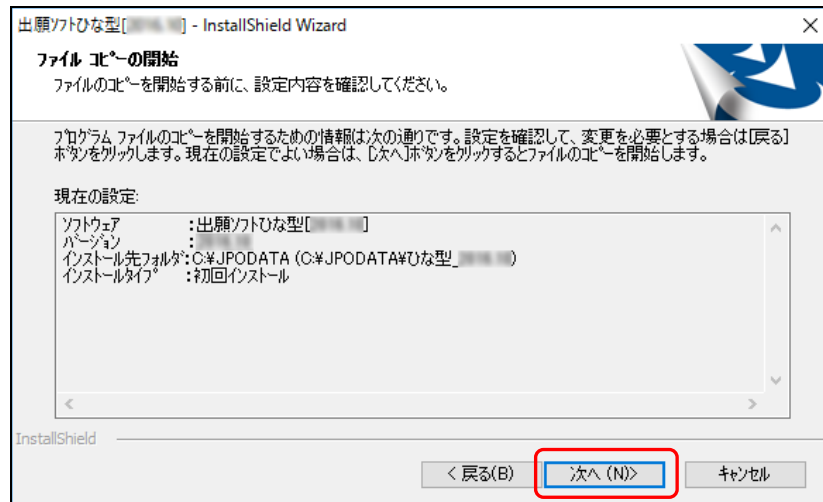 出願ソフトひな型[ ] - InstallShield Wizard
ファイル コピーの開始
ファイルのコピーを開始する前に、設定内容を確認してください。
プログラム ファイルのコピーを開始するための情報は次の通りです。設定を確認して、変更を必要とする場合は[戻る]
ボタンをクリックします。現在の設定でよい場合は、[次へ]ボタンをクリックするとファイルのコピーを開始します。
現在の設定:
ソフトウェア :出願ソフトひな型[ ]
バージョン :
インストール先フォルダ:C:¥JPODATA (C:¥JPODATA¥ひな型_ )
インストールタイプ :初回インストール
InstallShield
< 戻る(B) 次へ (N)> キャンセル